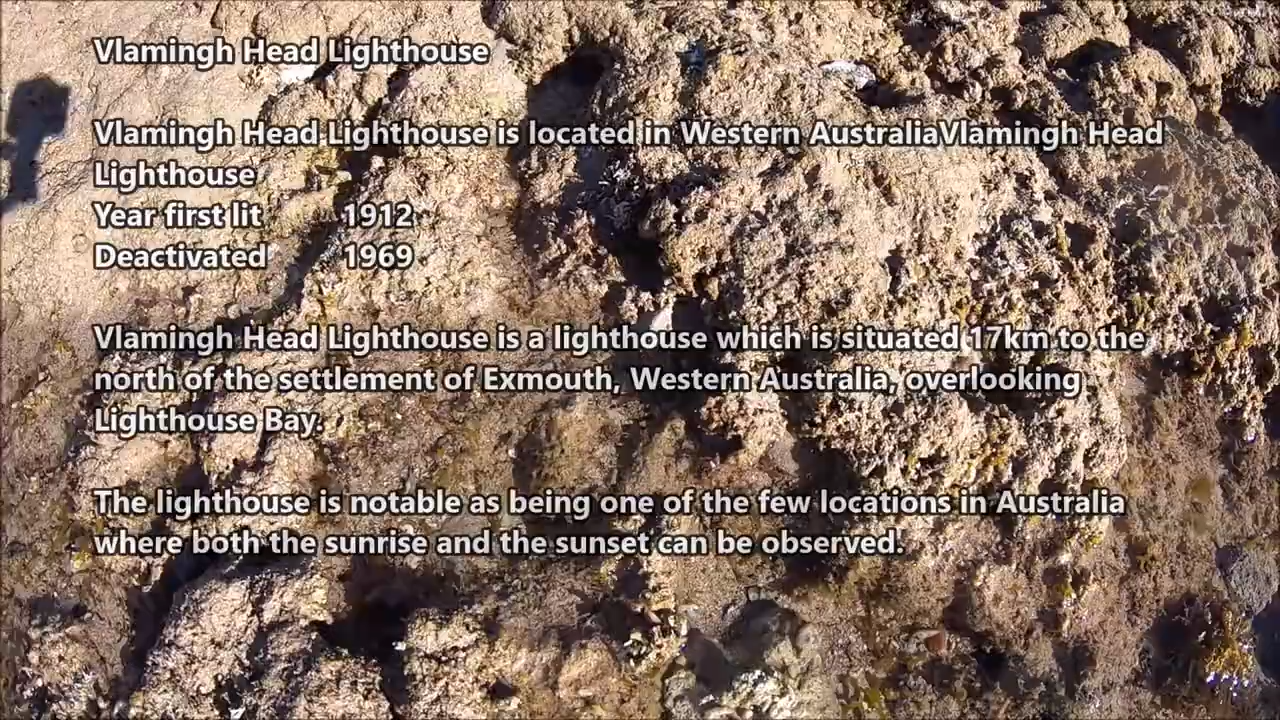 Vlamingh Head Lighthouse
Vlamingh Head Lighthouse is located in Western AustraliaVlamingh Head
Lighthouse
Year first lit 1912
Deactivated 1969
Vlamingh Head Lighthouse is a lighthouse which is situated 17km to the
north of the settlement of Exmouth, Western Australia, overlooking
Lighthouse Bay.
The lighthouse is notable as being one of the few locations in Australia
where both the sunrise and the sunset can be observed.